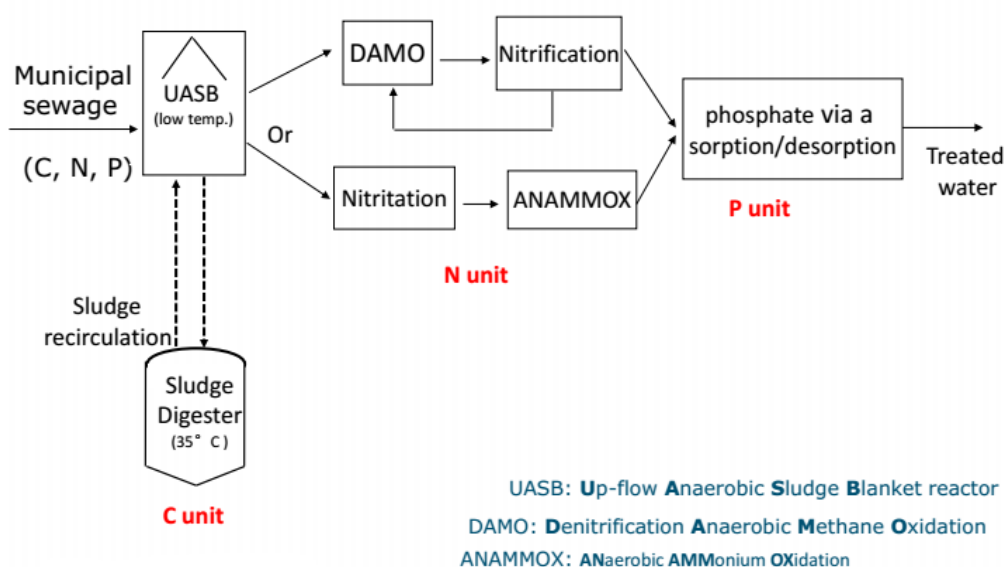 Municipal
sewage
(C, N, P)
UASB
(low temp.)
Or
DAMO
Nitrification
Nitritation
ANAMMOX
N unit
phosphate via a
sorption/desorption
P unit
Treated
water
Sludge
recirculation
Sludge
Digester
(35° C)
C unit
UASB: Up-flow Anaerobic Sludge Blanket reactor
DAMO: Denitrification Anaerobic Methane Oxidation
ANAMMOX: ANaerobic AMMonium OXidation